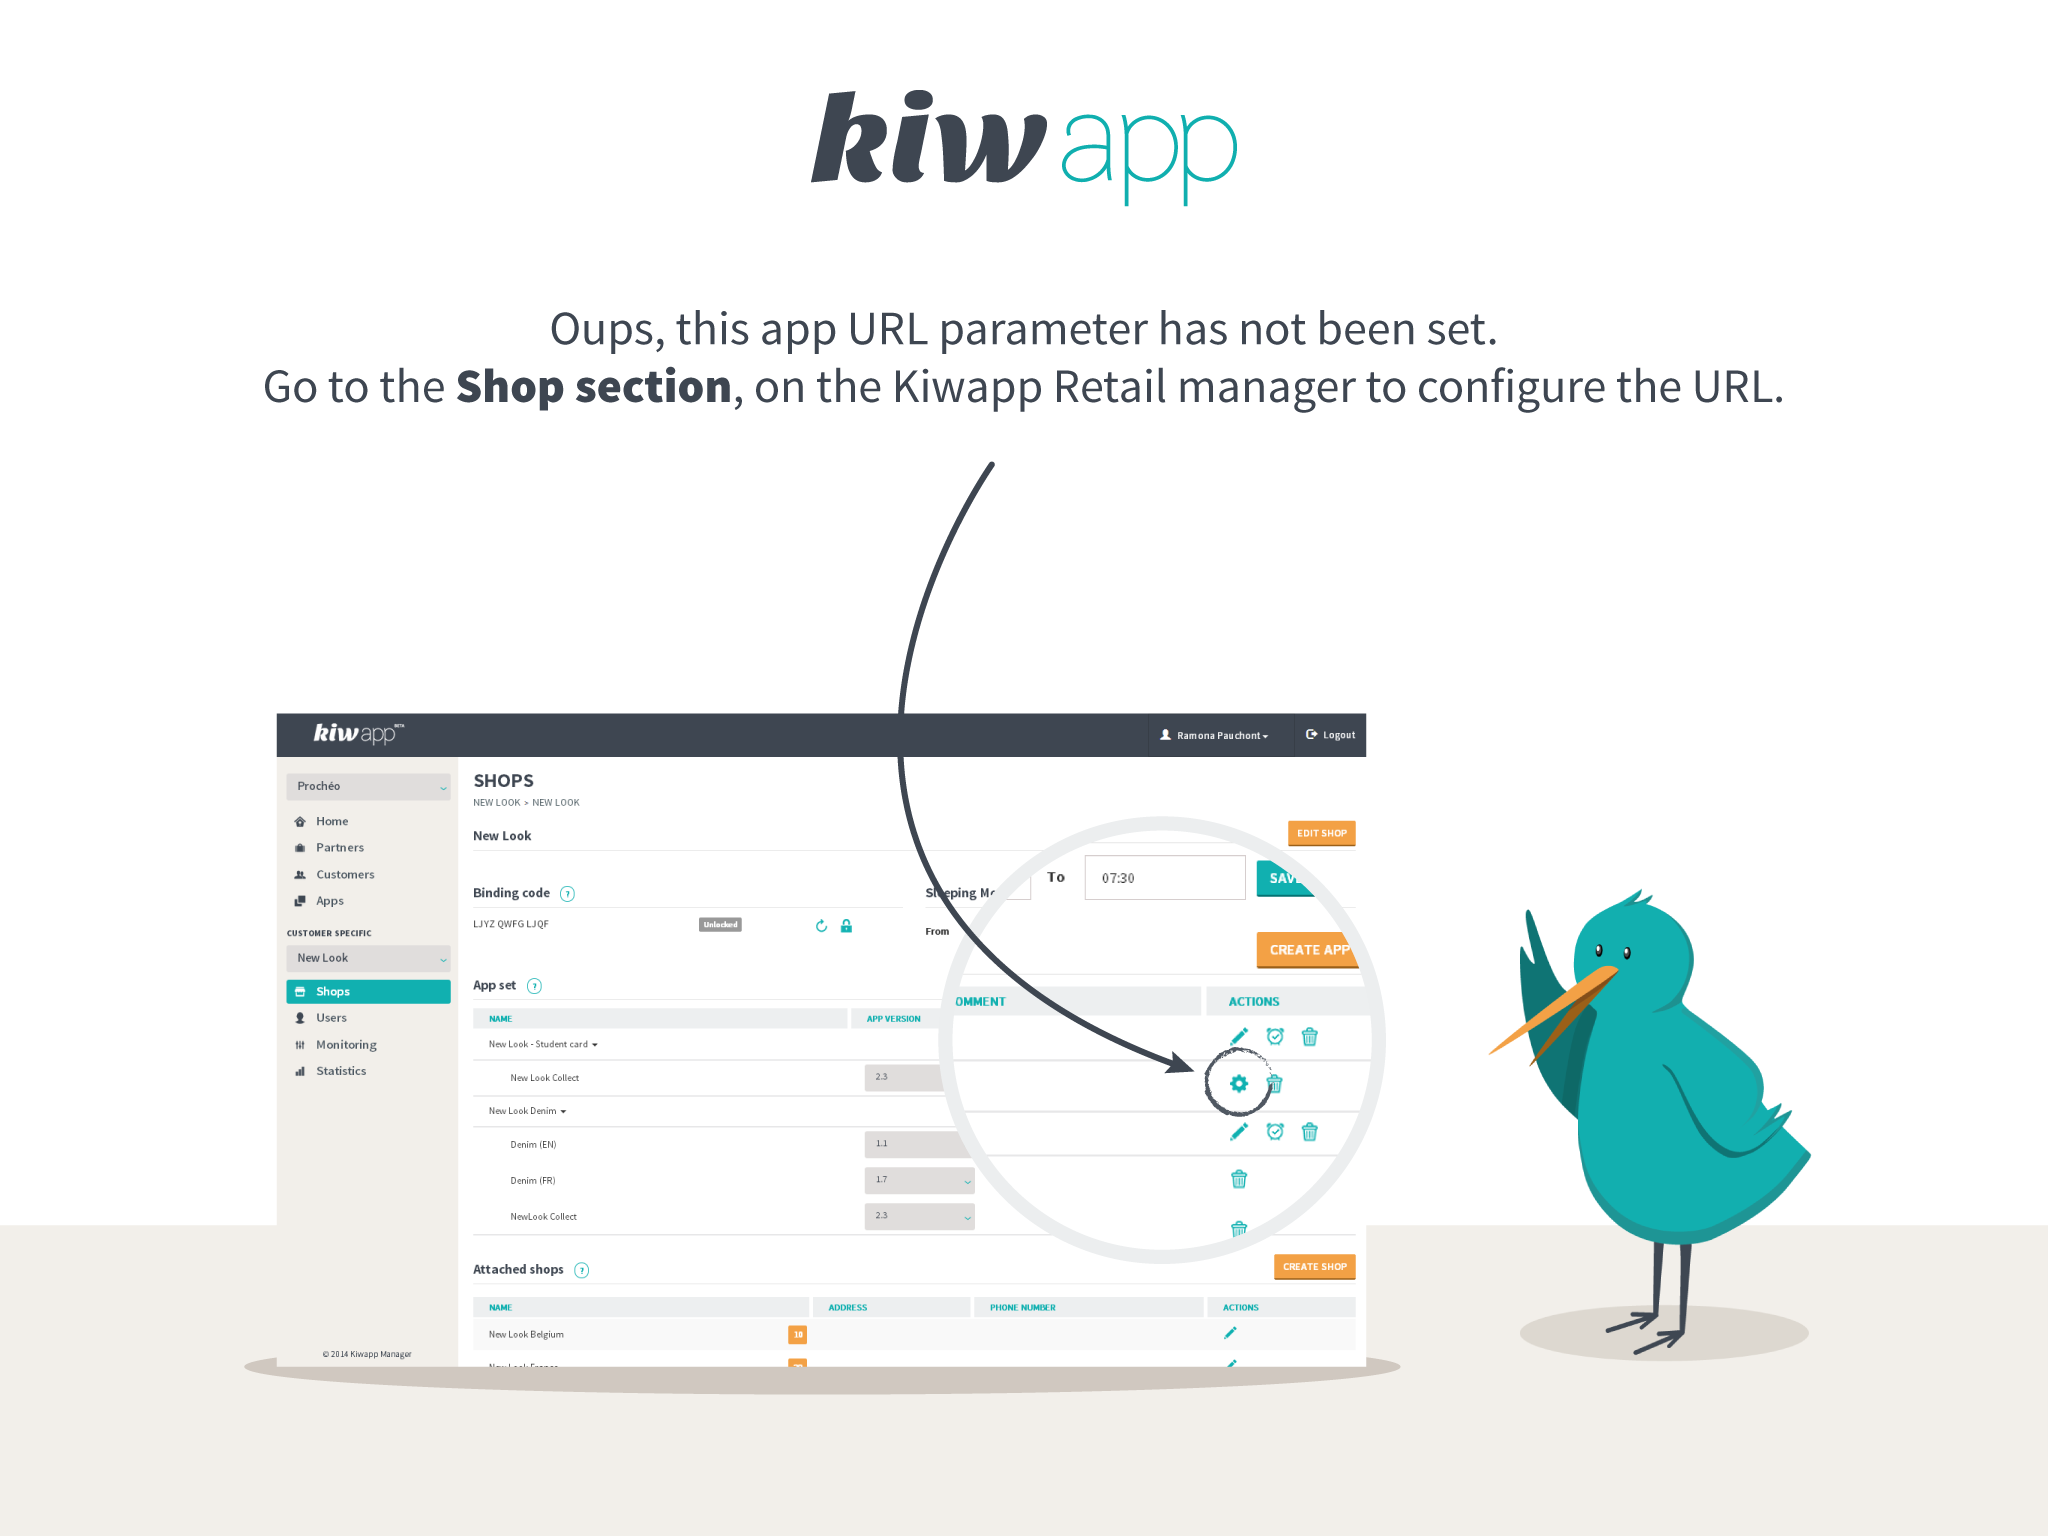 kiwapp
Oups, this app URL parameter has not been set.
Go to the Shop section, on the Kiwapp Retail manager to configure the URL.
kiwapp BETA
Ramona Pauchont
Logout
Prochéo
Home
Partners
Customers
Apps
CUSTOMER SPECIFIC
New Look
Shops
Users
Monitoring
Statistics
© 2014 Kiwapp Manager
SHOPS
NEW LOOK > NEW LOOK
New Look
EDIT SHOP
Binding code ?
LJYZ QWFG LJQF
Unlocked
Sleeping Mo
From
To
07:30
SAV
CREATE APP
App set ?
NAME
APP VERSION
OMMENT
ACTIONS
New Look - Student card
New Look Collect
2.3
New Look Denim
Denim (EN)
1.1
Denim (FR)
1.7
NewLook Collect
2.3
Attached shops ?
CREATE SHOP
NAME
ADDRESS
PHONE NUMBER
ACTIONS
New Look Belgium
10
New Look France